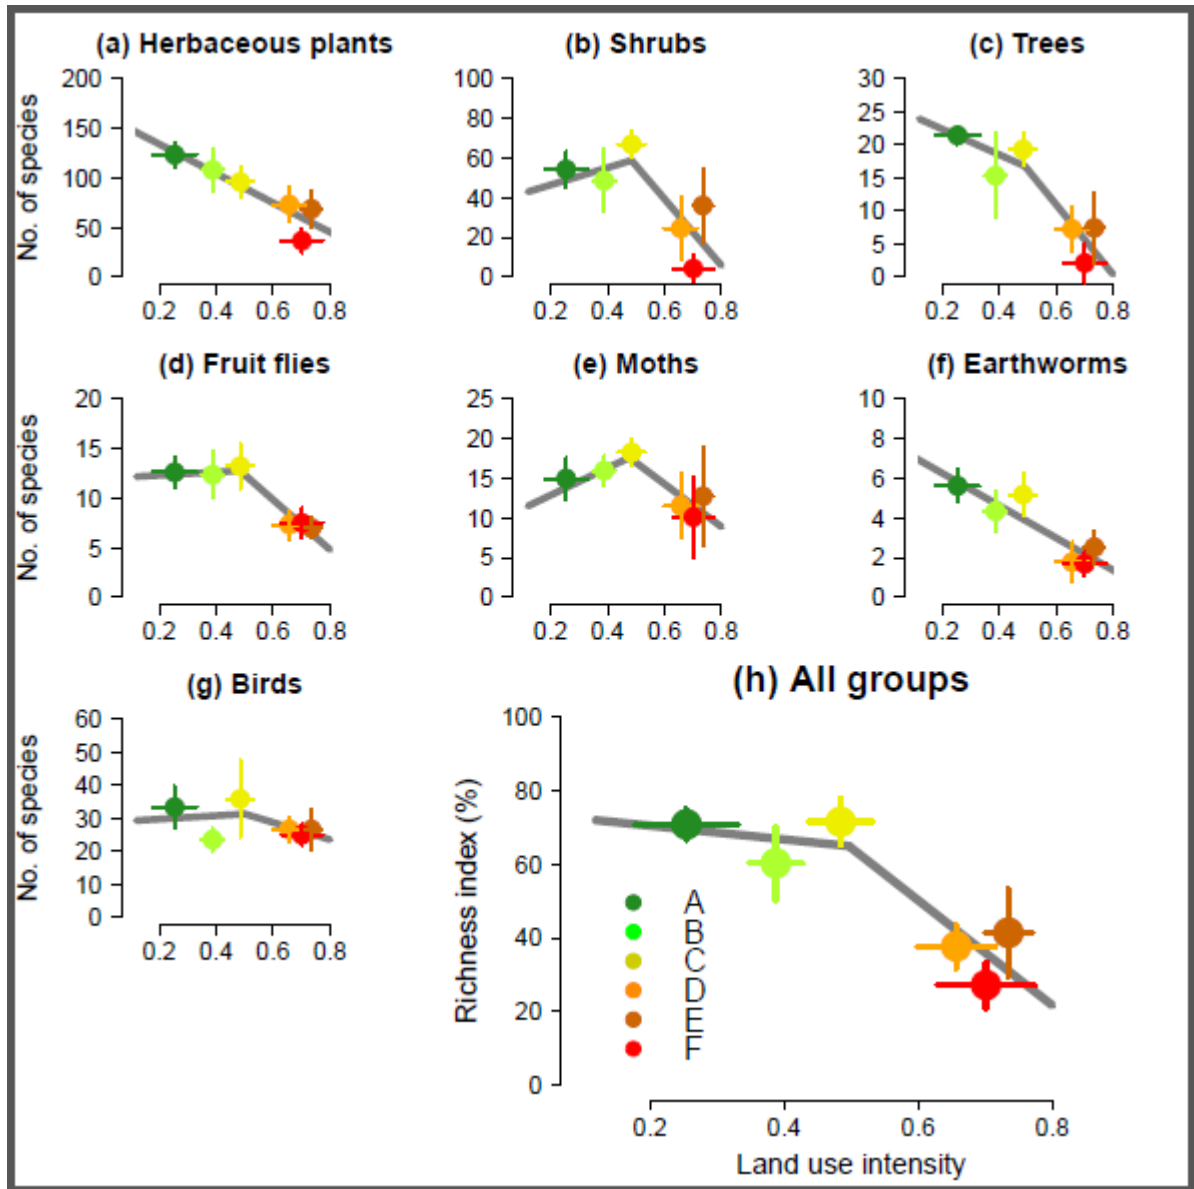 (a) Herbaceous plants
No. of species
200
150
100
50
0
0.2 0.4 0.6 0.8
(b) Shrubs
100
80
60
40
20
0
0.2 0.4 0.6 0.8
(c) Trees
30
25
20
15
10
5
0
0.2 0.4 0.6 0.8
(d) Fruit flies
No. of species
20
15
10
5
0
0.2 0.4 0.6 0.8
(e) Moths
25
20
15
10
5
0
0.2 0.4 0.6 0.8
(f) Earthworms
10
8
6
4
2
0
0.2 0.4 0.6 0.8
(g) Birds
No. of species
60
50
40
30
20
10
0
0.2 0.4 0.6 0.8
(h) All groups
Richness index (%)
100
80
60
40
20
0
A
B
C
D
E
F
0.2 0.4 0.6 0.8
Land use intensity